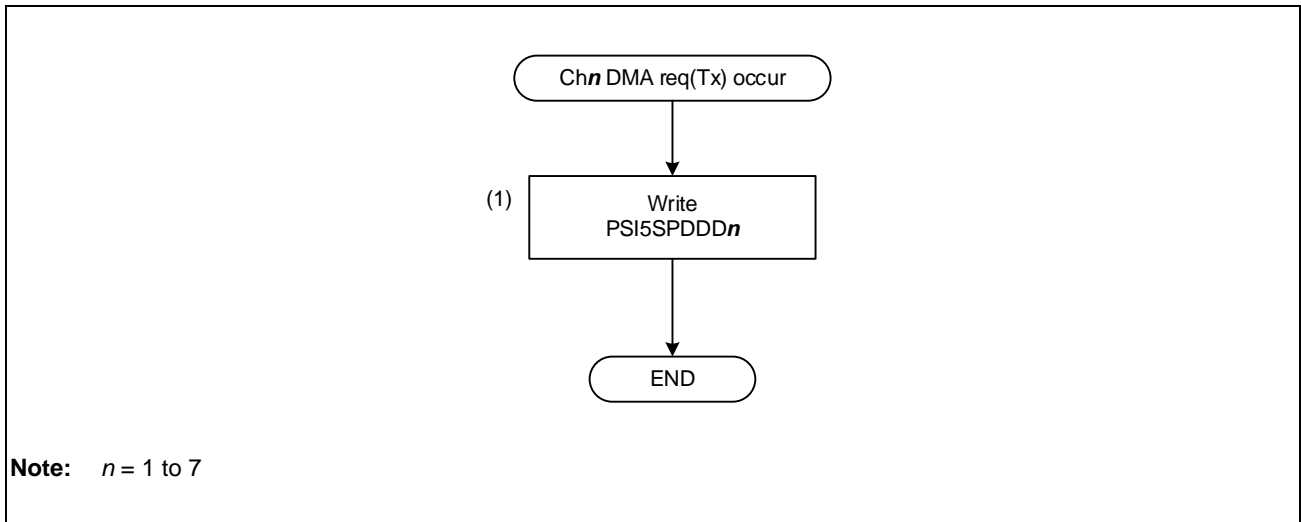 Chn DMA req(Tx) occur
(1)
Write
PSI5SPDDDn
END
Note: n = 1 to 7